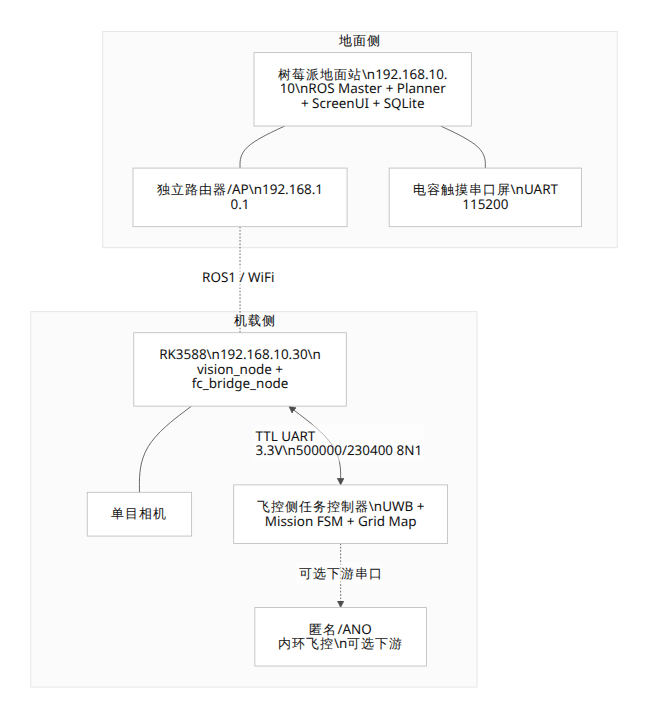 地面侧
树莓派地面站\n192.168.10.
10\nROS Master + Planner
+ ScreenUI + SQLite
独立路由器/AP\n192.168.1
0.1
电容触摸串口屏\nUART
115200
ROS1 / WiFi
机载侧
RK3588\n192.168.10.30\n
vision_node +
fc_bridge_node
TTL UART
3.3V\n500000/230400 8N1
单目相机
飞控侧任务控制器\nUWB +
Mission FSM + Grid Map
可选下游串口
匿名/ANO
内环飞控\n可选下游